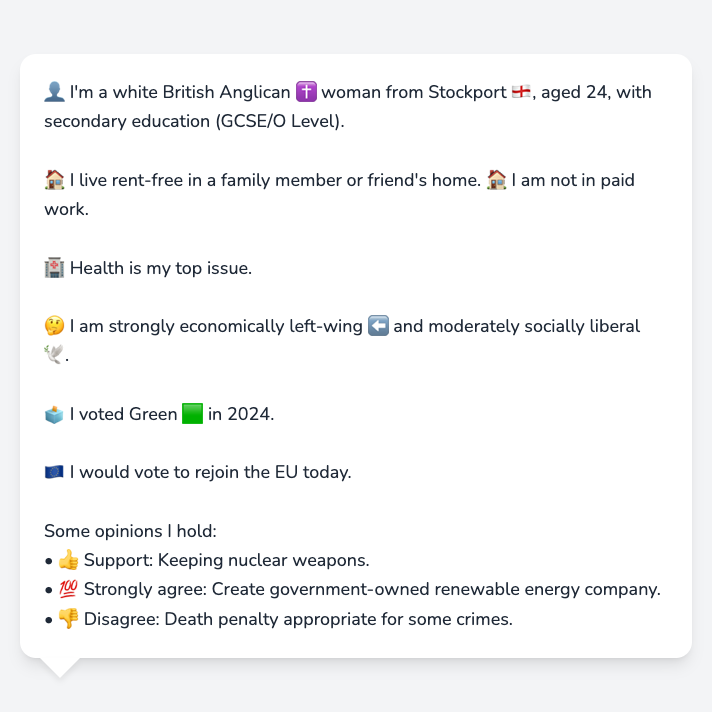 👤 I'm a white British Anglican ✝️ woman from Stockport 🏴󠁧󠁢󠁥󠁮󠁧󠁿, aged 24, with
secondary education (GCSE/O Level).
🏠 I live rent-free in a family member or friend's home. 🏠 I am not in paid
work.
🏥 Health is my top issue.
🤔 I am strongly economically left-wing ⬅️ and moderately socially liberal
🕊️.
🗳️ I voted Green 🟩 in 2024.
🇪🇺 I would vote to rejoin the EU today.
Some opinions I hold:
• 👍 Support: Keeping nuclear weapons.
• 💯 Strongly agree: Create government-owned renewable energy company.
• 👎 Disagree: Death penalty appropriate for some crimes.